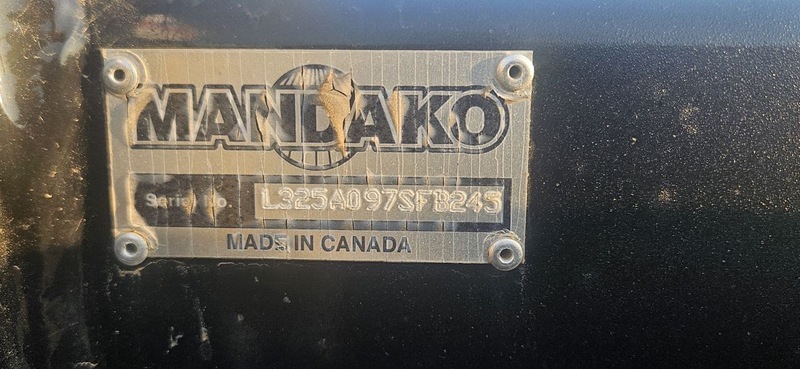 MANDAKO
Serial No. L325A097SFB245
MADE IN CANADA